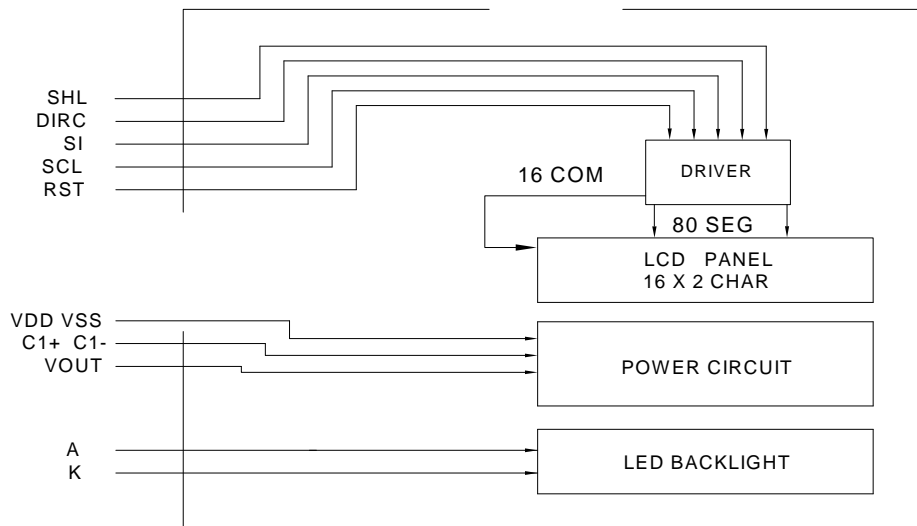 SHL
DIRC
SI
SCL
RST
16 COM
DRIVER
80 SEG
LCD PANEL
16 X 2 CHAR
VDD VSS
C1+ C1-
VOUT
POWER CIRCUIT
A
K
LED BACKLIGHT